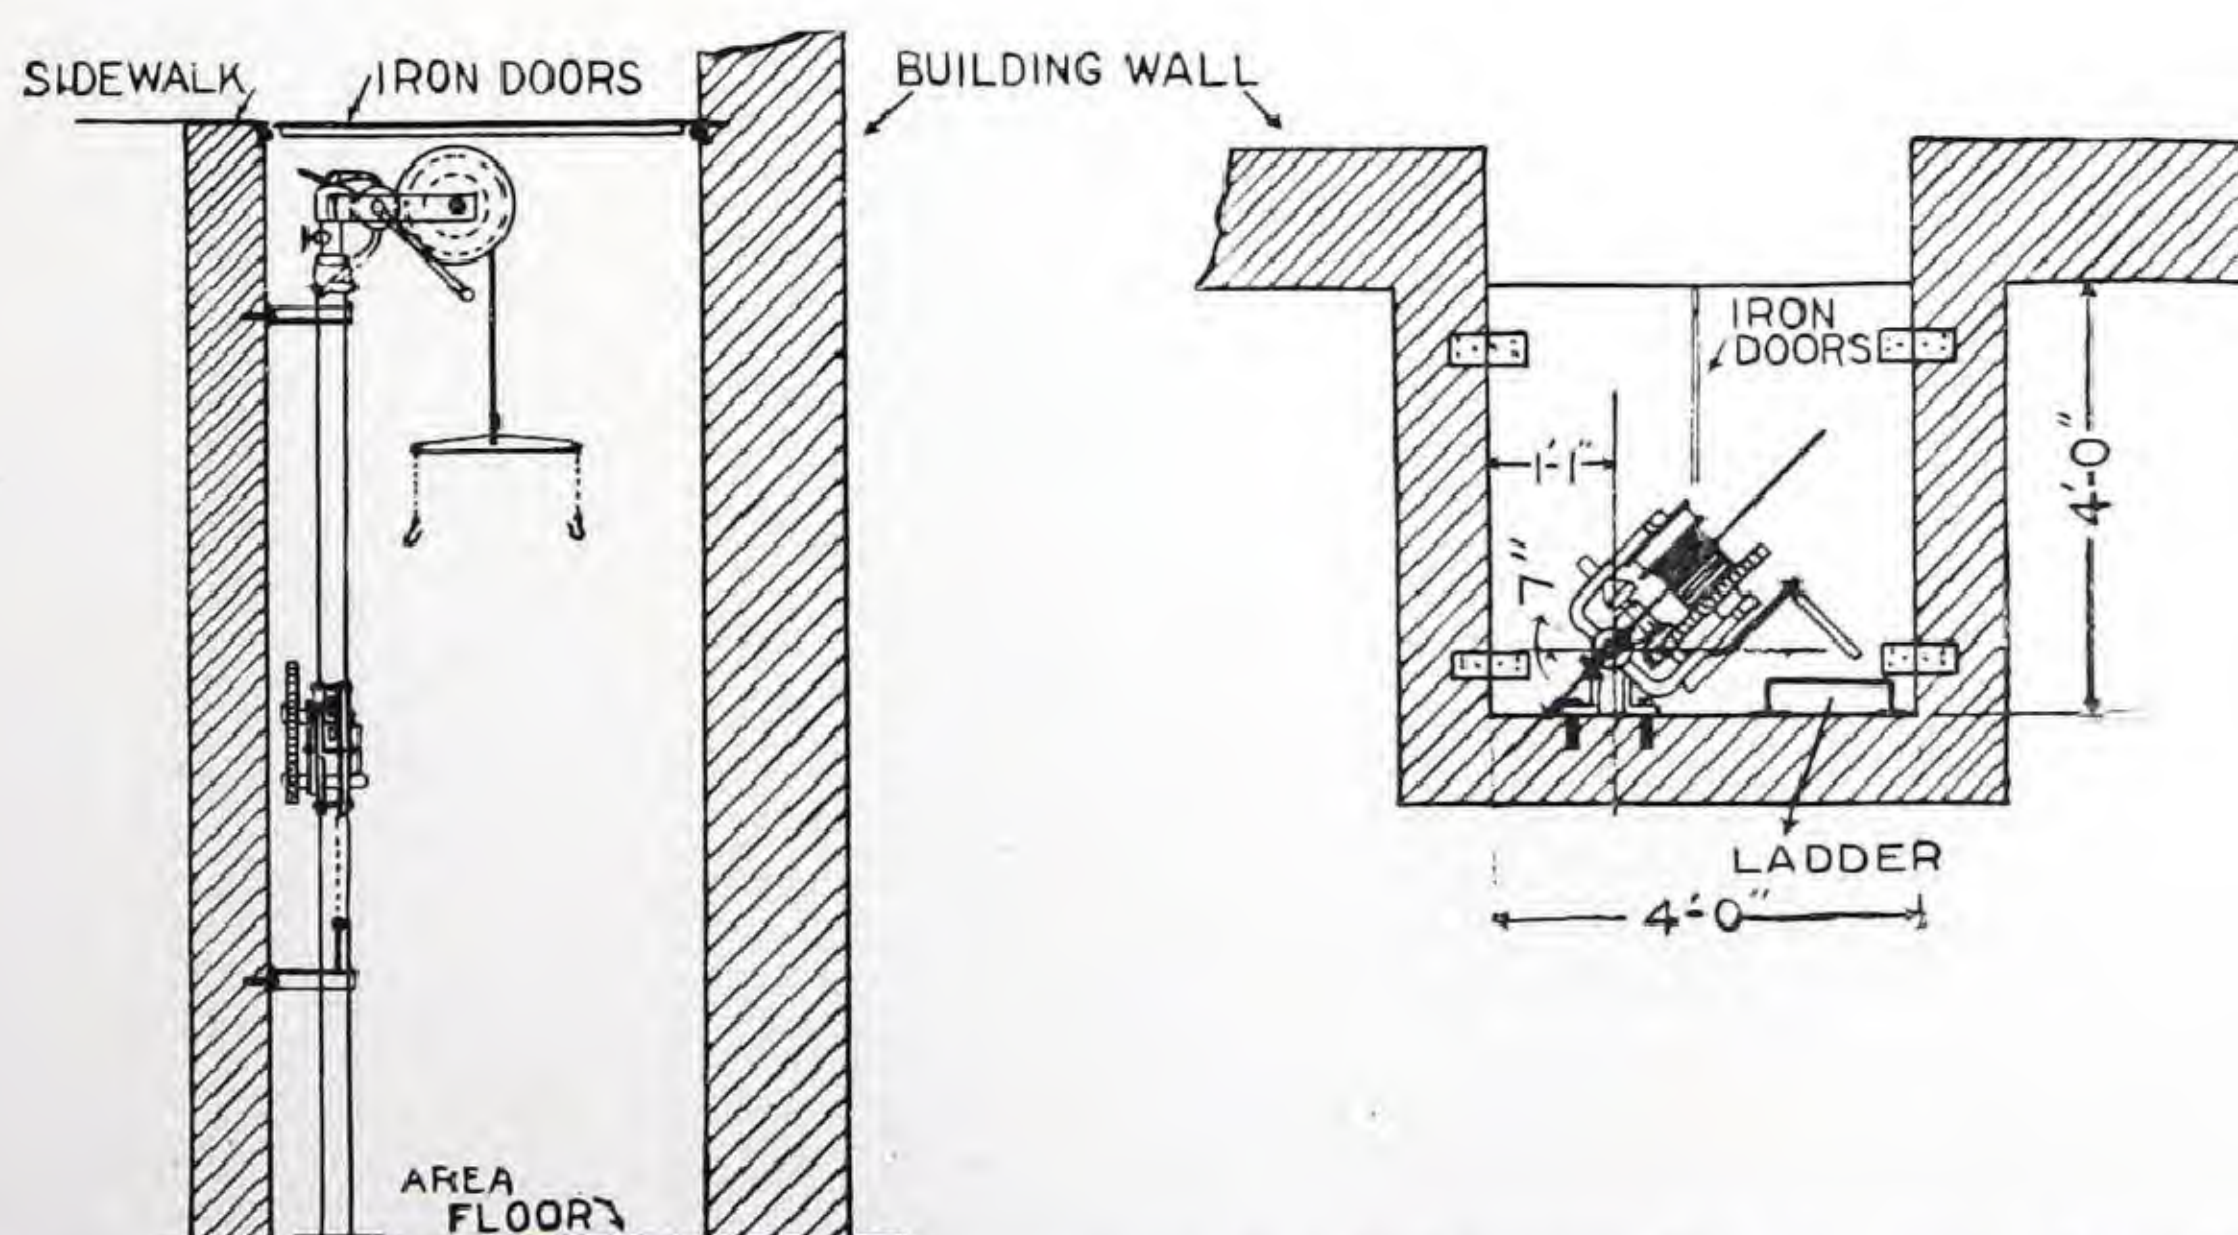 SIDEWALK
IRON DOORS
BUILDING WALL
IRON
DOORS
1'-1"
7"
4'-0"
LADDER
4'-0"
AREA
FLOOR